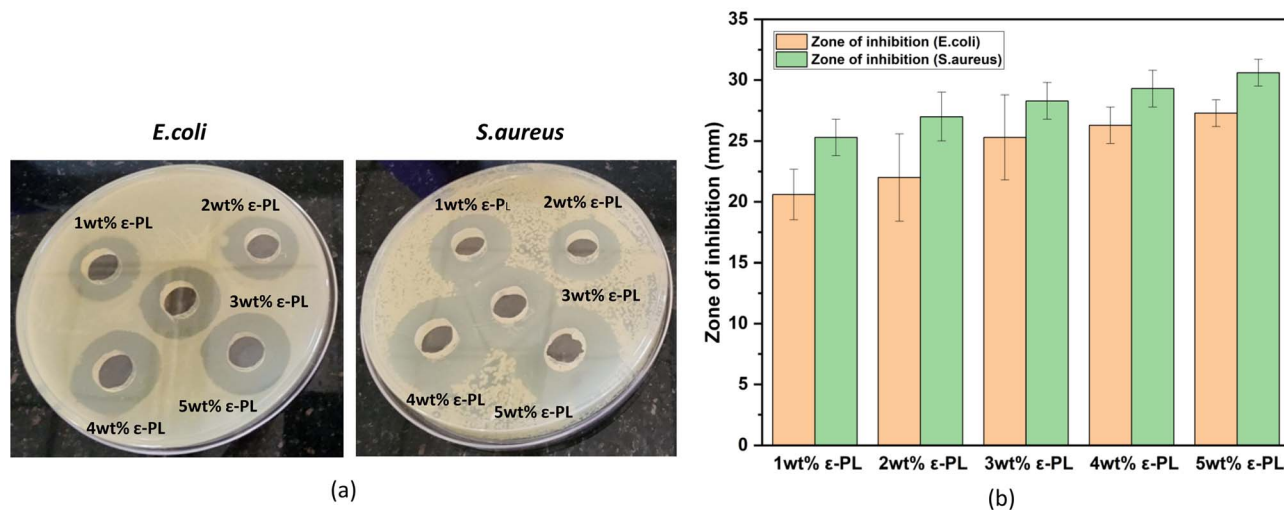 E.coli
S.aureus
1wt% ε-PL
2wt% ε-PL
3wt% ε-PL
4wt% ε-PL
5wt% ε-PL
1wt% ε-PL
2wt% ε-PL
3wt% ε-PL
4wt% ε-PL
5wt% ε-PL
(a)
Zone of inhibition (mm)
35
30
25
20
15
10
5
0
Zone of inhibition (E.coli)
Zone of inhibition (S.aureus)
1wt% ε-PL 2wt% ε-PL 3wt% ε-PL 4wt% ε-PL 5wt% ε-PL
(b)